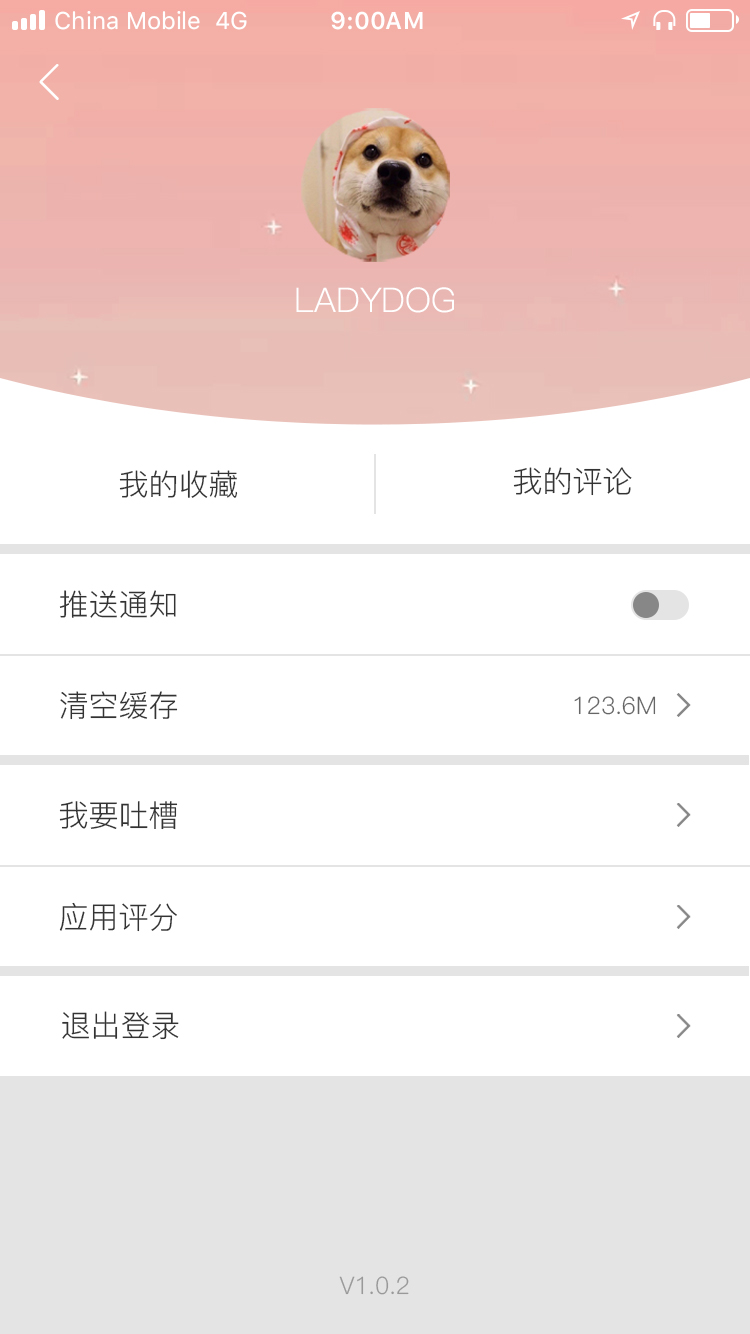 China Mobile 4G 9:00AM
LADYDOG
我的收藏 我的评论
推送通知
清空缓存 123.6M
我要吐槽
应用评分
退出登录
V1.0.2